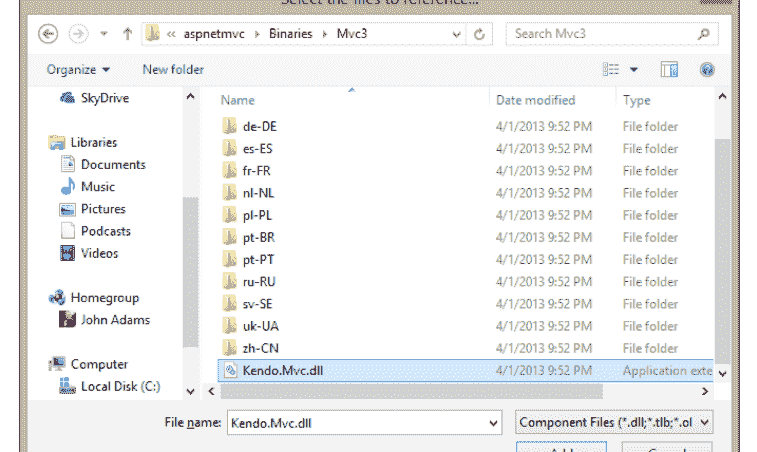 Select the files to reference...
« aspnetmvc Binaries Mvc3 Search Mvc3
Organize New folder
Name Date modified Type
SkyDrive
Libraries
Documents
Music
Pictures
Podcasts
Videos
Homegroup
John Adams
Computer
Local Disk (C:)
de-DE 4/1/2013 9:52 PM File folder
es-ES 4/1/2013 9:52 PM File folder
fr-FR 4/1/2013 9:52 PM File folder
nl-NL 4/1/2013 9:52 PM File folder
pl-PL 4/1/2013 9:52 PM File folder
pt-BR 4/1/2013 9:52 PM File folder
pt-PT 4/1/2013 9:52 PM File folder
ru-RU 4/1/2013 9:52 PM File folder
sv-SE 4/1/2013 9:52 PM File folder
uk-UA 4/1/2013 9:52 PM File folder
zh-CN 4/1/2013 9:52 PM File folder
Kendo.Mvc.dll 4/1/2013 9:52 PM Application exte
File name: Kendo.Mvc.dll Component Files (*.dll;*.tlb;*.ol